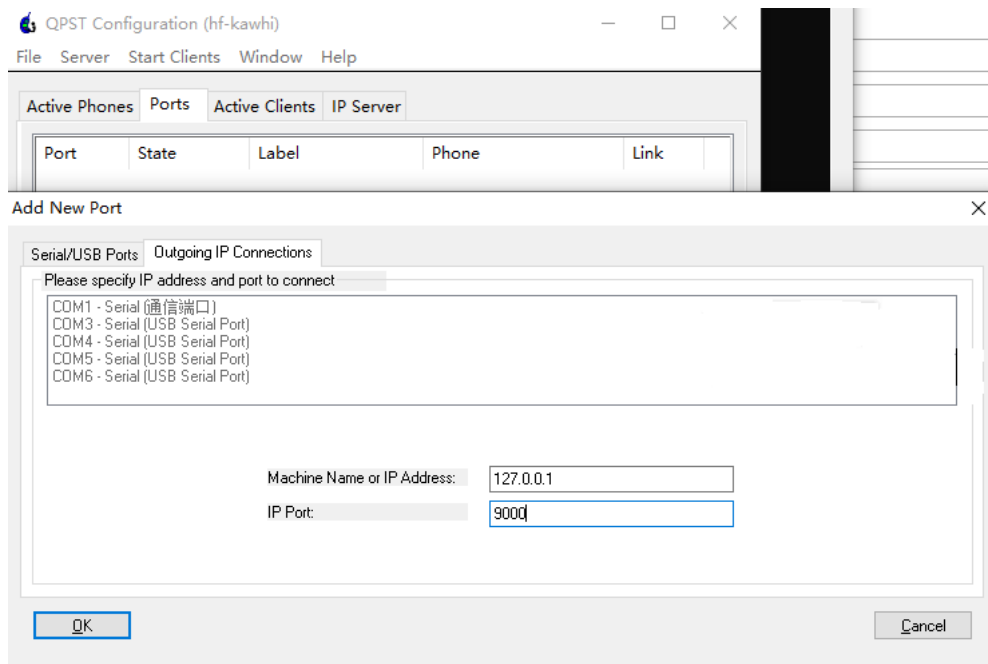 QPST Configuration (hf-kawhi)
File Server Start Clients Window Help
Active Phones Ports Active Clients IP Server
Port State Label Phone Link
Add New Port
Serial/USB Ports Outgoing IP Connections
Please specify IP address and port to connect
COM1 - Serial (通信端口)
COM3 - Serial (USB Serial Port)
COM4 - Serial (USB Serial Port)
COM5 - Serial (USB Serial Port)
COM6 - Serial (USB Serial Port)
Machine Name or IP Address: 127.0.0.1
IP Port: 9000
OK Cancel